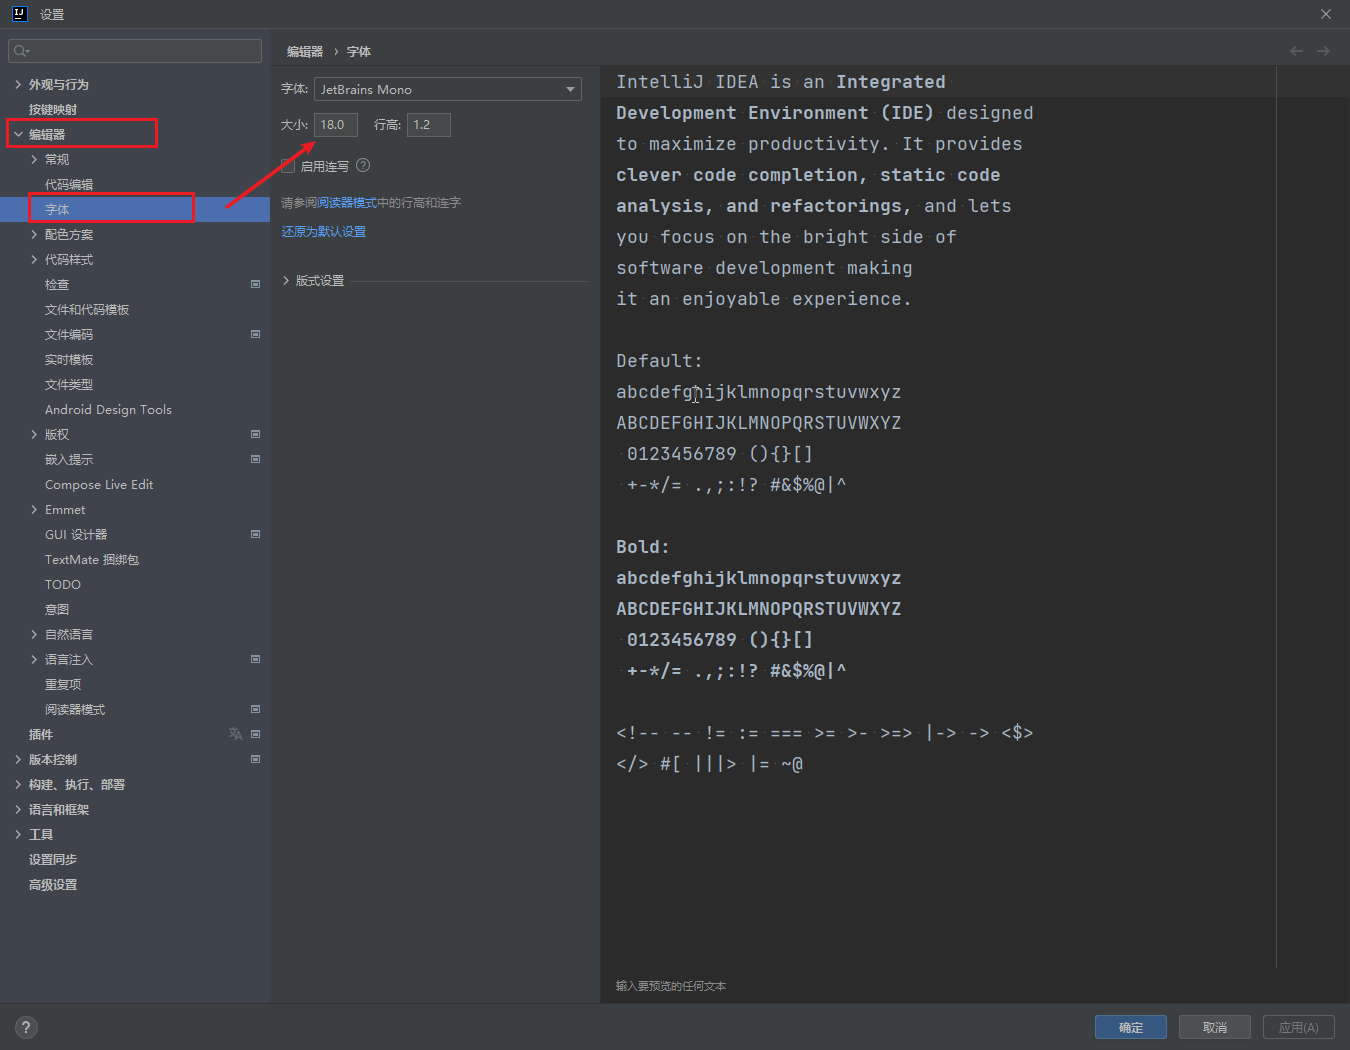 设置
外观与行为
按键映射
编辑器
常规
代码编辑
字体
配色方案
代码样式
检查
文件和代码模板
文件编码
实时模板
文件类型
Android Design Tools
版权
嵌入提示
Compose Live Edit
Emmet
GUI 设计器
TextMate 捆绑包
TODO
意图
自然语言
语言注入
重复项
阅读器模式
插件
版本控制
构建、执行、部署
语言和框架
工具
设置同步
高级设置
编辑器 › 字体
字体: JetBrains Mono
大小: 18.0 行高: 1.2
启用连写 ?
请参阅阅读器模式中的行高和连字
还原为默认设置
版式设置
IntelliJ IDEA is an Integrated
Development Environment (IDE) designed
to maximize productivity. It provides
clever code completion, static code
analysis, and refactorings, and lets
you focus on the bright side of
software development making
it an enjoyable experience.
Default:
abcdefghijklmnopqrstuvwxyz
ABCDEFGHIJKLMNOPQRSTUVWXYZ
0123456789 (){}[]
+-*/= .,;:!? #&$%@|^
Bold:
abcdefghijklmnopqrstuvwxyz
ABCDEFGHIJKLMNOPQRSTUVWXYZ
0123456789 (){}[]
+-*/= .,;:!? #&$%@|^
<!-- -- != := === >= >- >=> |-> -> <$>
</> #[ |||> |= ~@
输入要预览的任何文本
?
确定 取消 应用(A)